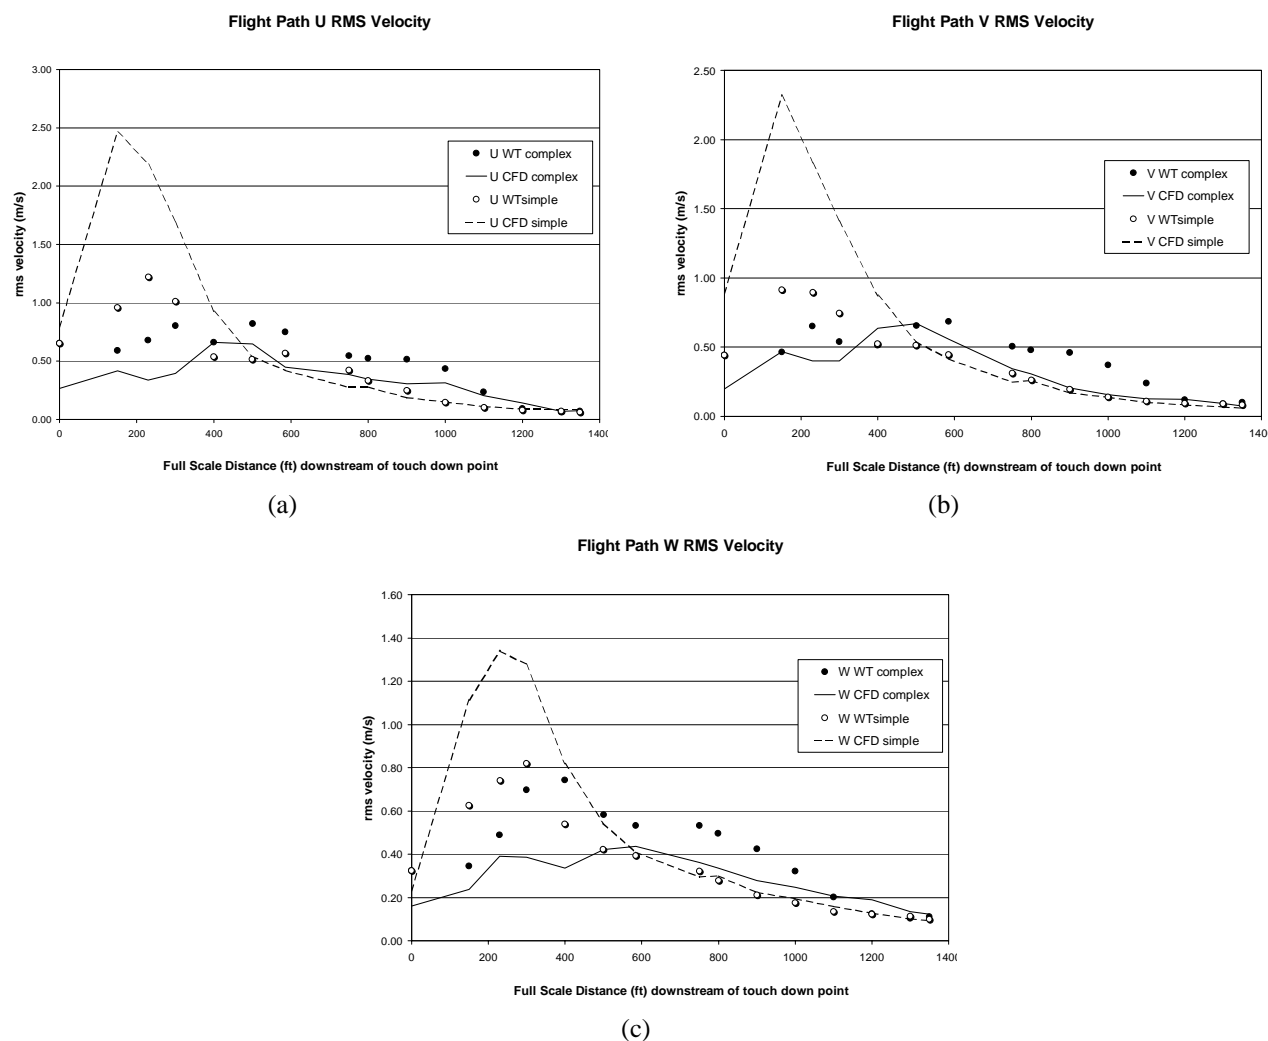 Flight Path U RMS Velocity
3.00
2.50
2.00
1.50
1.00
0.50
0.00
rms velocity (m/s)
U WT complex
U CFD complex
U WTsimple
U CFD simple
0 200 400 600 800 1000 1200 1400
Full Scale Distance (ft) downstream of touch down point
(a)
Flight Path V RMS Velocity
2.50
2.00
1.50
1.00
0.50
0.00
rms velocity (m/s)
V WT complex
V CFD complex
V WTsimple
V CFD simple
0 200 400 600 800 1000 1200 140
Full Scale Distance (ft) downstream of touch down point
(b)
Flight Path W RMS Velocity
1.60
1.40
1.20
1.00
0.80
0.60
0.40
0.20
0.00
rms velocity (m/s)
W WT complex
W CFD complex
W WTsimple
W CFD simple
0 200 400 600 800 1000 1200 1400
Full Scale Distance (ft) downstream of touch down point
(c)